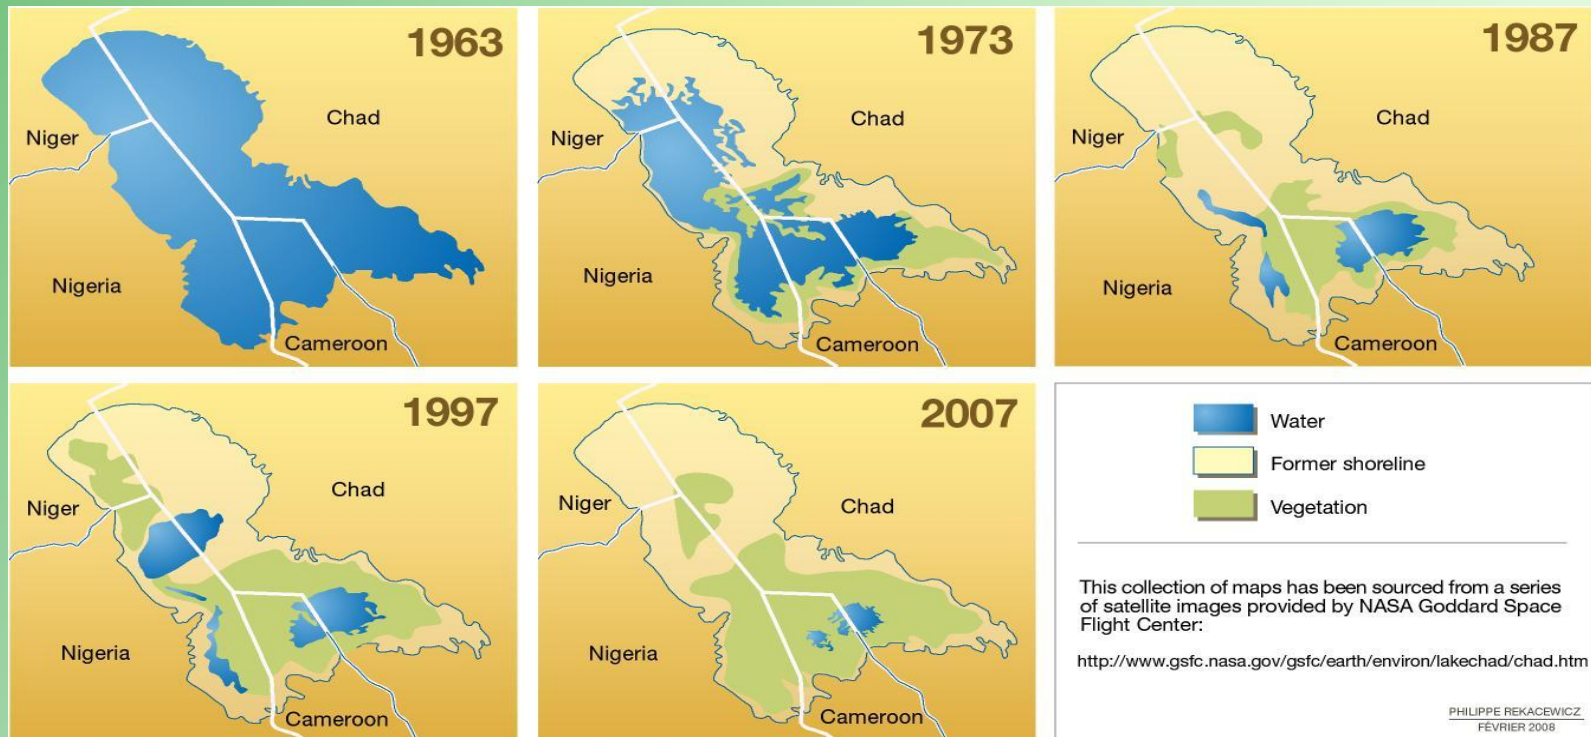 1963
Chad
Niger
Nigeria
Cameroon
1973
Chad
Niger
Nigeria
Cameroon
1987
Chad
Niger
Nigeria
Cameroon
1997
Chad
Niger
Nigeria
Cameroon
2007
Chad
Niger
Nigeria
Cameroon
Water
Former shoreline
Vegetation
This collection of maps has been sourced from a series
of satellite images provided by NASA Goddard Space
Flight Center:
http://www.gsfc.nasa.gov/gsfc/earth/environ/lakechad/chad.htm
PHILIPPE REKACEWICZ
FÉVRIER 2008